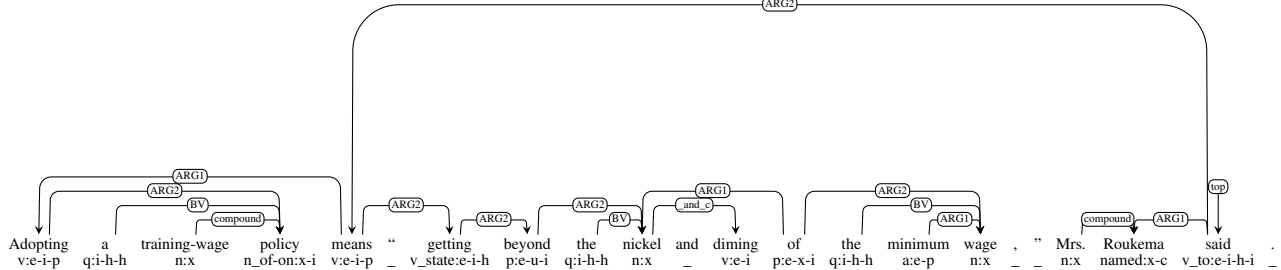 ARG2
ARG1
ARG2
BV
compound
ARG2
ARG2
ARG2
BV
ARG1
_and_c
ARG2
BV
ARG1
top
compound
ARG1
Adopting a training-wage policy means “ getting beyond the nickel and diming of the minimum wage , ” Mrs. Roukema said .
v:e-i-p q:i-h-h n:x n_of-on:x-i v:e-i-p _ v_state:e-i-h p:e-u-i q:i-h-h n:x _ v:e-i p:e-x-i q:i-h-h a:e-p n:x _ _ n:x named:x-c v_to:e-i-h-i _